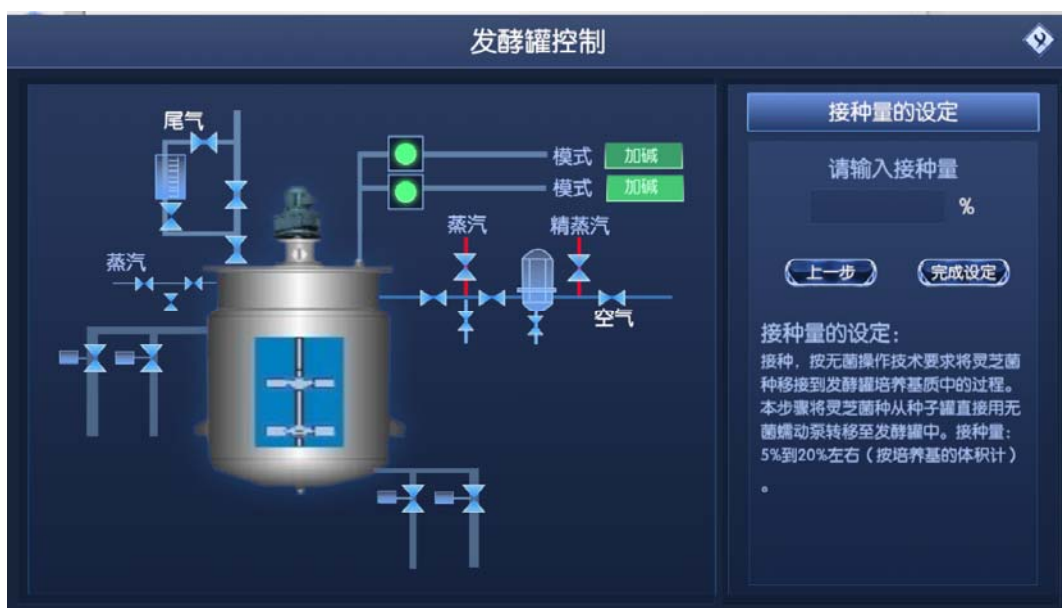 发酵罐控制
尾气
模式 加碱
模式 加碱
蒸汽 精蒸汽
蒸汽
空气
接种量的设定
请输入接种量
%
上一步 完成设定
接种量的设定：
接种，按无菌操作技术要求将灵芝菌
种移接到发酵罐培养基质中的过程。
本步骤将灵芝菌种从种子罐直接用无
菌蠕动泵转移至发酵罐中。接种量：
5%到20%左右（按培养基的体积计）
。